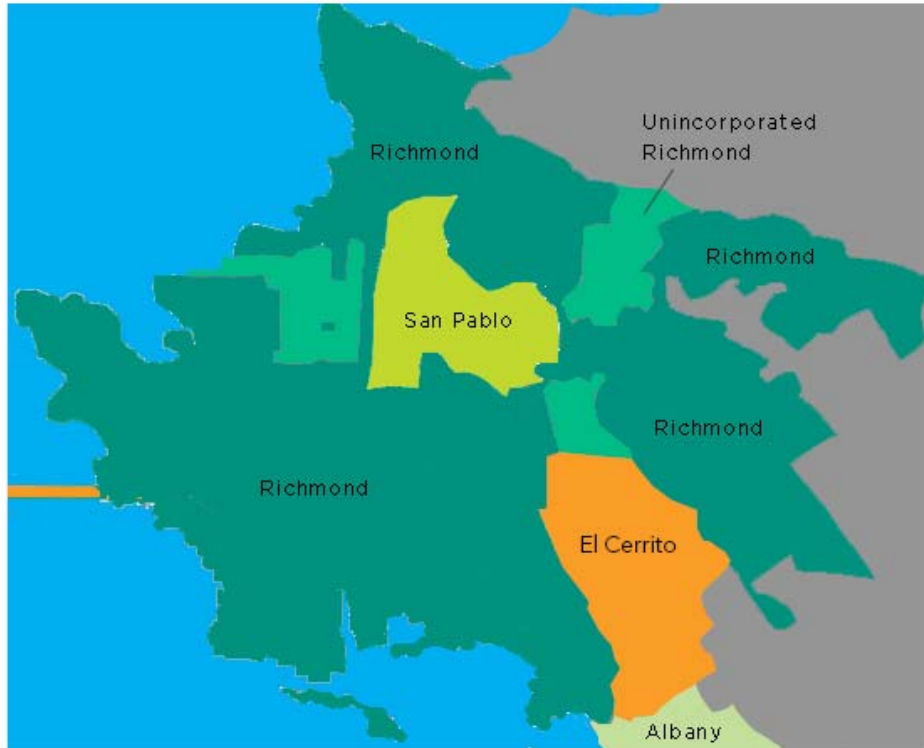 Unincorporated
Richmond
Richmond
Richmond
San Pablo
Richmond
Richmond
El Cerrito
Albany